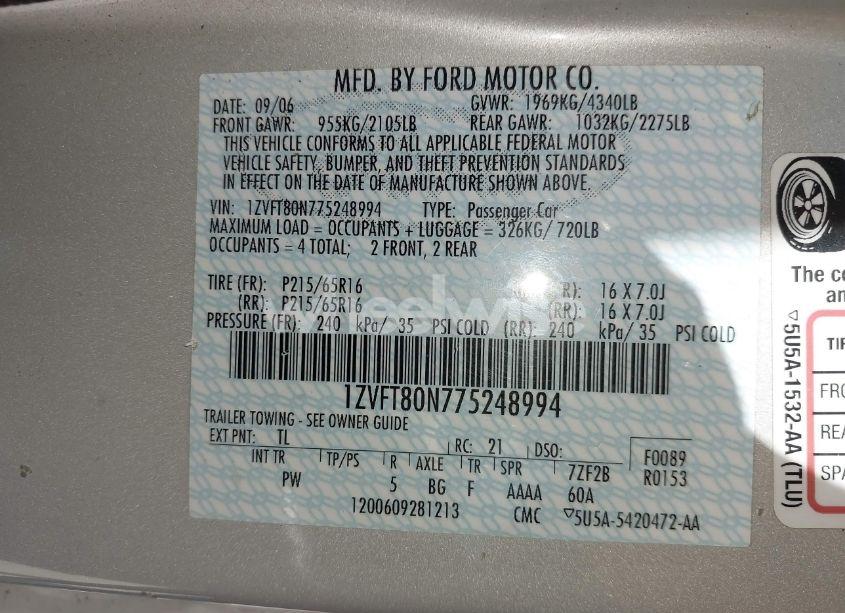 MFD. BY FORD MOTOR CO.
DATE: 09/06 GVWR: 1969KG/4340LB
FRONT GAWR: 955KG/2105LB REAR GAWR: 1032KG/2275LB
THIS VEHICLE CONFORMS TO ALL APPLICABLE FEDERAL MOTOR
VEHICLE SAFETY, BUMPER, AND THEFT PREVENTION STANDARDS
IN EFFECT ON THE DATE OF MANUFACTURE SHOWN ABOVE.
VIN: 1ZVFT80N775248994 TYPE: Passenger Car
MAXIMUM LOAD = OCCUPANTS + LUGGAGE = 326KG/ 720LB
OCCUPANTS = 4 TOTAL; 2 FRONT, 2 REAR
TIRE (FR): P215/65R16 R): 16 X 7.0J
(RR): P215/65R16 (RR): 16 X 7.0J
PRESSURE (FR): 240 kPa/ 35 PSI COLD (RR): 240 kPa/ 35 PSI COLD
1ZVFT80N775248994
TRAILER TOWING - SEE OWNER GUIDE
EXT PNT: TL RC: 21 DSO: F0089
INT TR TP/PS R AXLE TR SPR 7ZF2B R0153
PW 5 BG F AAAA 60A
1200609281213 CMC 5U5A-5420472-AA
The co
an
TIR
FRO
REA
SPA
5U5A-1532-AA (TLU)